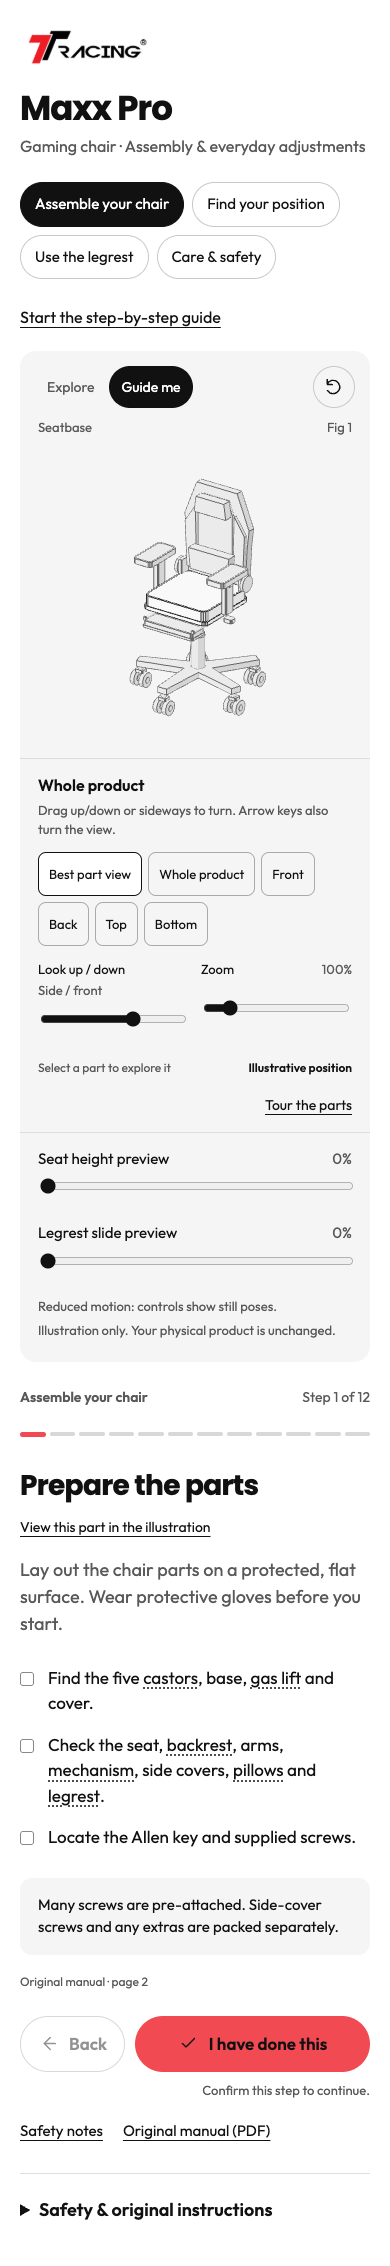 TTRACING®
Maxx Pro
Gaming chair · Assembly & everyday adjustments
Assemble your chair
Find your position
Use the legrest
Care & safety
Start the step-by-step guide
Explore
Guide me
Seatbase
Fig 1
Whole product
Drag up/down or sideways to turn. Arrow keys also
turn the view.
Best part view
Whole product
Front
Back
Top
Bottom
Look up / down
Side / front
Zoom
100%
Select a part to explore it
Illustrative position
Tour the parts
Seat height preview
0%
Legrest slide preview
0%
Reduced motion: controls show still poses.
Illustration only. Your physical product is unchanged.
Assemble your chair
Step 1 of 12
Prepare the parts
View this part in the illustration
Lay out the chair parts on a protected, flat
surface. Wear protective gloves before you
start.
Find the five castors, base, gas lift and
cover.
Check the seat, backrest, arms,
mechanism, side covers, pillows and
legrest.
Locate the Allen key and supplied screws.
Many screws are pre-attached. Side-cover
screws and any extras are packed separately.
Original manual · page 2
Back
I have done this
Confirm this step to continue.
Safety notes
Original manual (PDF)
Safety & original instructions